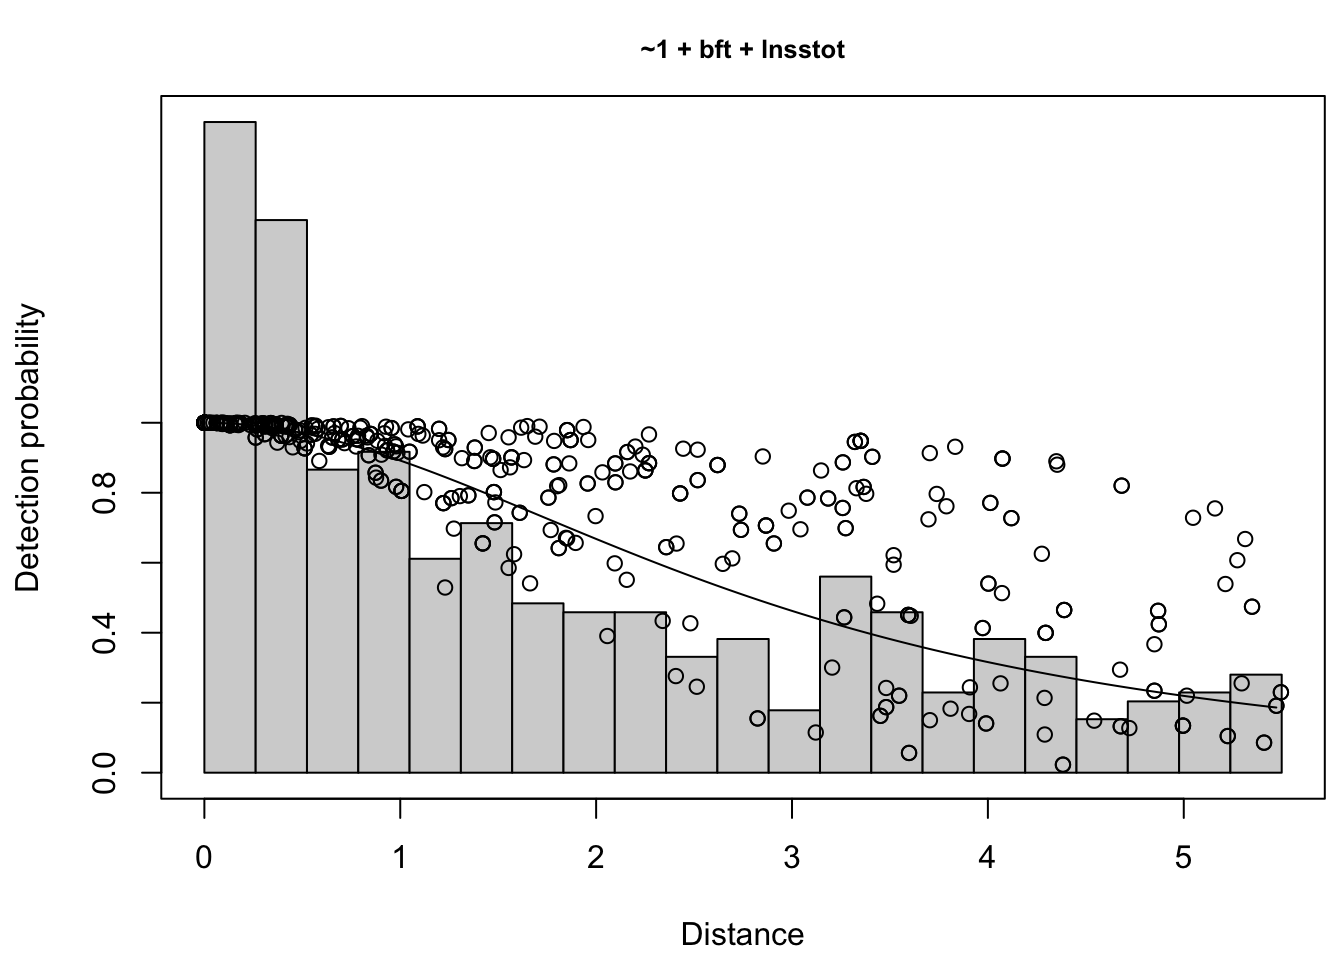 ~1 + bft + lnsstot
Detection probability
0.8
0.4
0.0
0 1 2 3 4 5
Distance